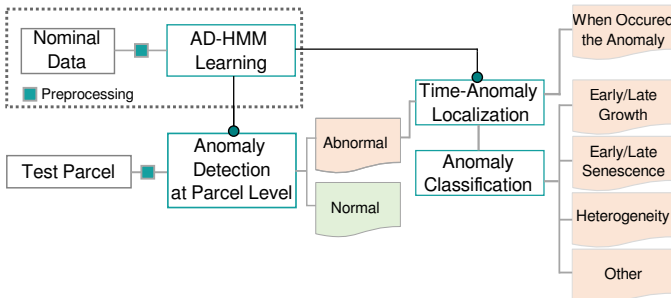 Nominal
Data
AD-HMM
Learning
Preprocessing
Test Parcel
Anomaly
Detection
at Parcel Level
Abnormal
Normal
Time-Anomaly
Localization
Anomaly
Classification
When Occured
the Anomaly
Early/Late
Growth
Early/Late
Senescence
Heterogeneity
Other